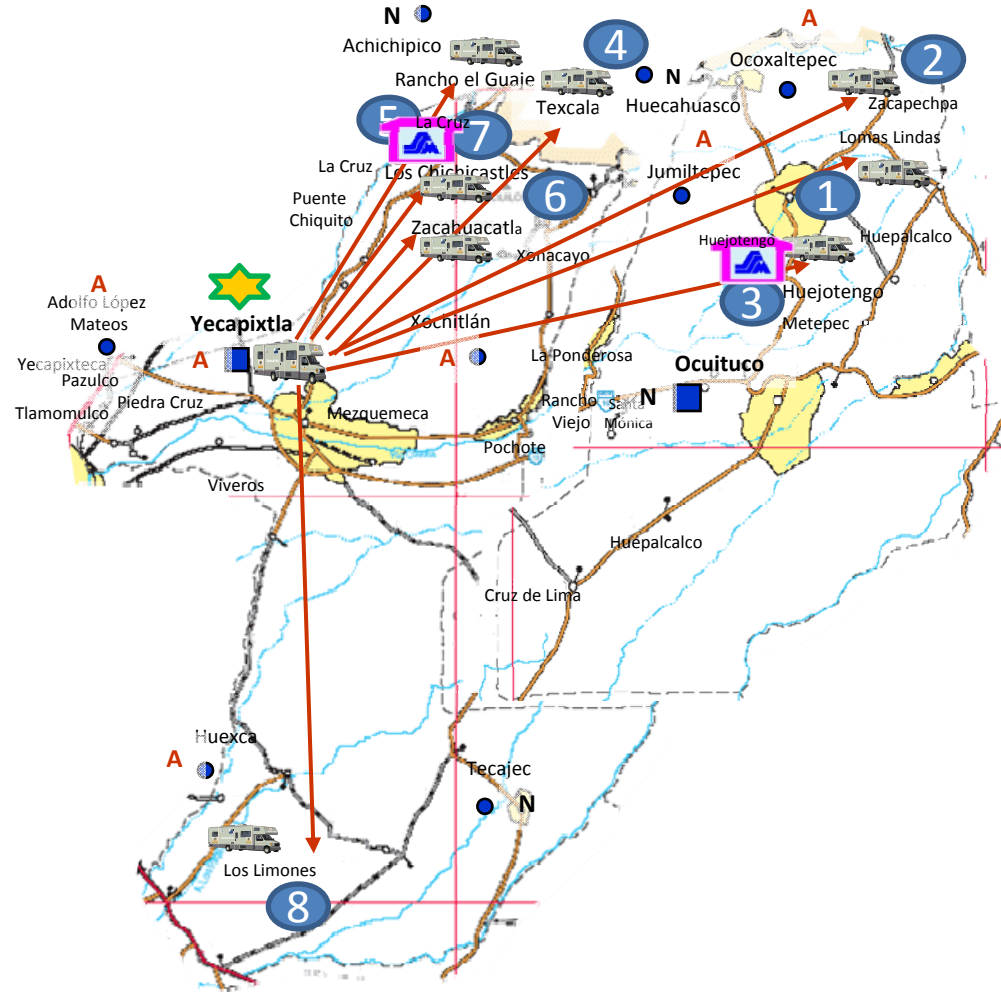 A
N
Achichipico
4
Ocoxaltepec
2
Rancho el Guaje
N
Texcala
Huecahuasco
Zacapechpa
5
La Cruz
7
A
Lomas Lindas
La Cruz
Los Chichicastles
Jumiltepec
1
6
Puente
Chiquito
Zacahuacatla
Huejotengo
Huepalcalco
Xonacayo
A
3
Huejotengo
Adolfo López
Mateos
Yecapixtla
Xochitlán
Metepec
A
A
La Ponderosa
Yecapixteca
Pazulco
Ocuituco
N
Tlamomulco
Piedra Cruz
Mezquemeca
Rancho
Viejo
Santa
Mónica
Pochote
Viveros
Huepalcalco
Cruz de Lima
Huexca
A
Tecajec
N
Los Limones
8